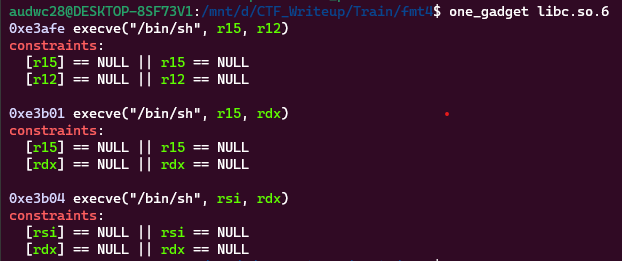 audwc28@DESKTOP-8SF73V1:/mnt/d/CTF_Writeup/Train/fmt4$ one_gadget libc.so.6
0xe3afe execve("/bin/sh", r15, r12)
constraints:
  [r15] == NULL || r15 == NULL
  [r12] == NULL || r12 == NULL

0xe3b01 execve("/bin/sh", r15, rdx)
constraints:
  [r15] == NULL || r15 == NULL
  [rdx] == NULL || rdx == NULL

0xe3b04 execve("/bin/sh", rsi, rdx)
constraints:
  [rsi] == NULL || rsi == NULL
  [rdx] == NULL || rdx == NULL